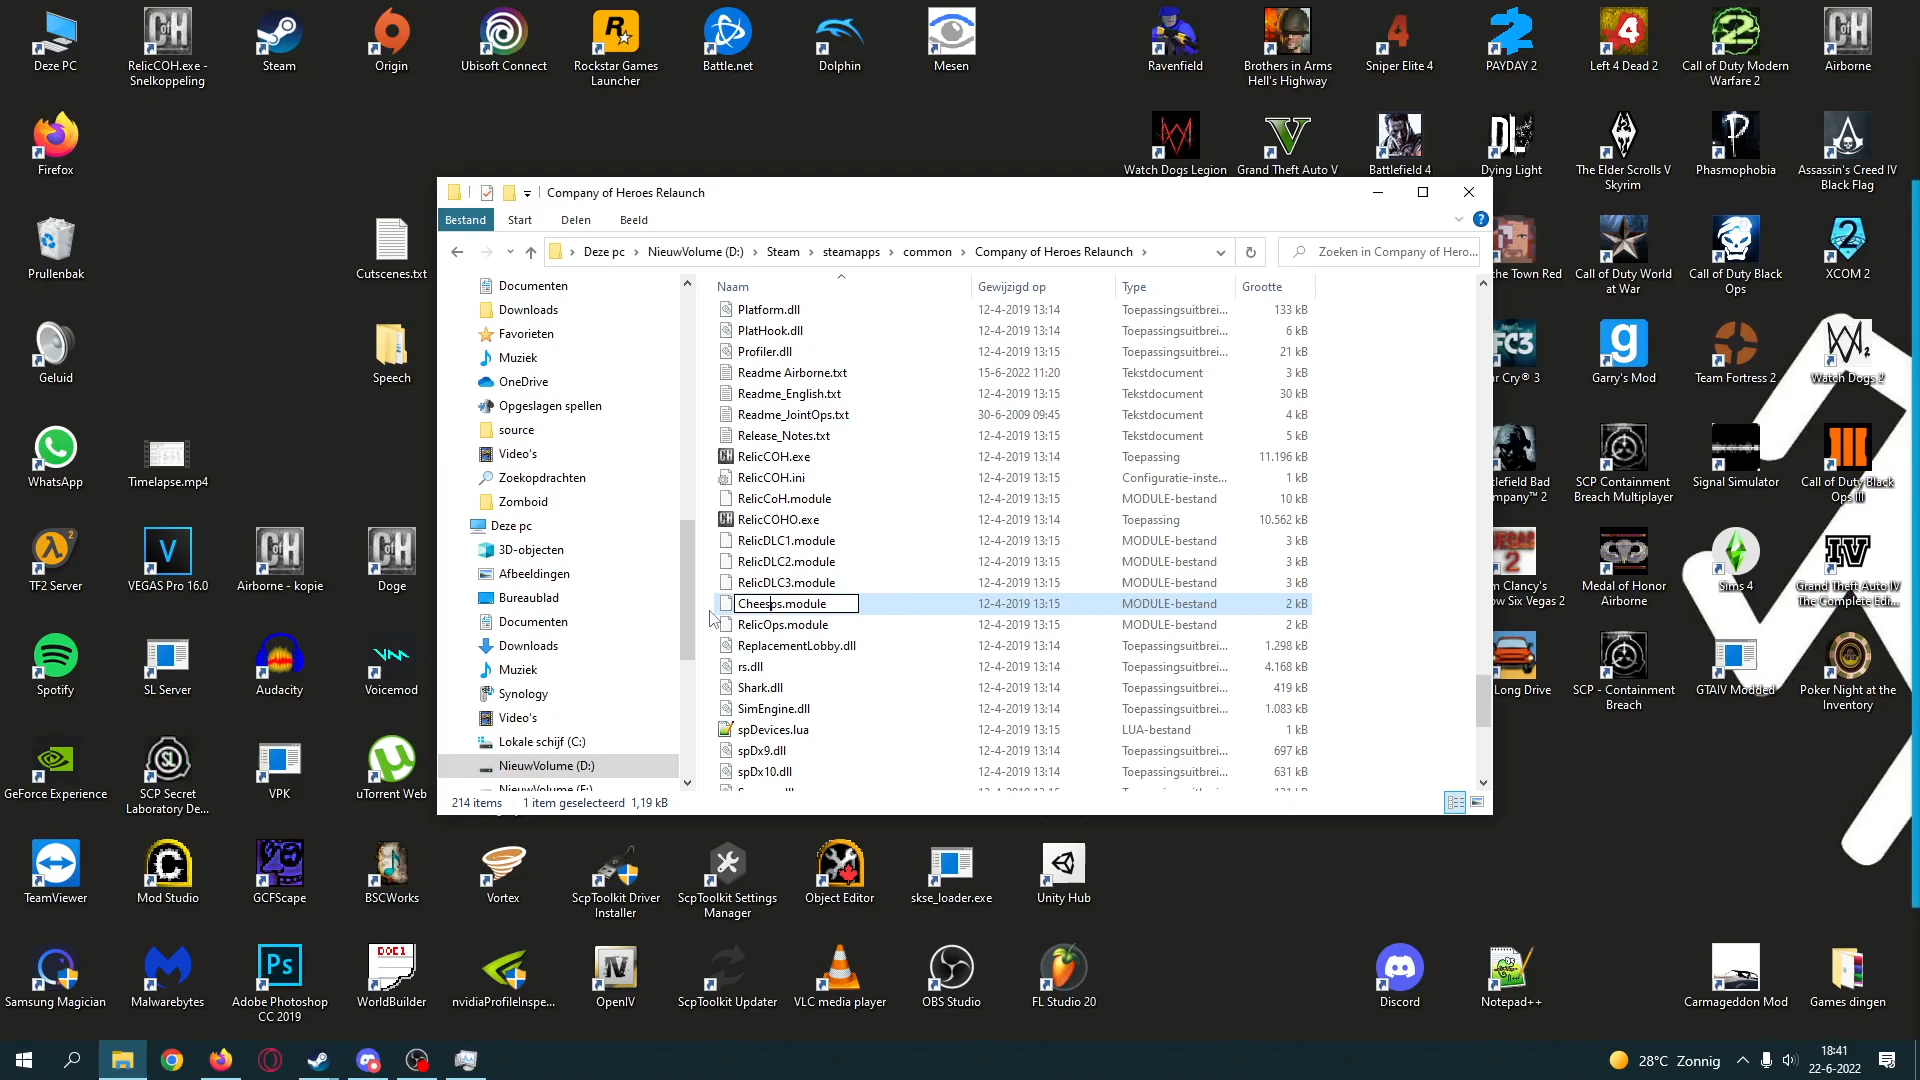 Deze PC
RelicCOH.exe -
Snelkoppeling
Steam
Origin
Ubisoft Connect
Rockstar Games
Launcher
Battle.net
Dolphin
Mesen
Ravenfield
Brothers in Arms
Hell's Highway
Sniper Elite 4
PAYDAY 2
Left 4 Dead 2
Call of Duty Modern
Warfare 2
Airborne
Firefox
Watch Dogs Legion
Grand Theft Auto V
Battlefield 4
Dying Light
The Elder Scrolls V
Skyrim
Phasmophobia
Assassin's Creed IV
Black Flag
Company of Heroes Relaunch
Bestand
Start
Delen
Beeld
Deze pc
NieuwVolume (D:)
Steam
steamapps
common
Company of Heroes Relaunch
Zoeken in Company of Hero...
Prullenbak
Cutscenes.txt
the Town Red
Call of Duty World
at War
Call of Duty Black
Ops
XCOM 2
Geluid
Speech
Cry® 3
Garry's Mod
Team Fortress 2
Watch Dogs 2
WhatsApp
Timelapse.mp4
tlefield Bad
mpany™ 2
SCP Containment
Breach Multiplayer
Signal Simulator
Call of Duty Black
Ops III
TF2 Server
VEGAS Pro 16.0
Airborne - kopie
Doge
m Clancy's
ow Six Vegas 2
Medal of Honor
Airborne
Sims 4
Grand Theft Auto IV
The Complete Edi...
Spotify
SL Server
Audacity
Voicemod
Long Drive
SCP - Containment
Breach
GTAIV Modded
Poker Night at the
Inventory
GeForce Experience
SCP Secret
Laboratory De...
VPK
uTorrent Web
Documenten
Downloads
Favorieten
Muziek
OneDrive
Opgeslagen spellen
source
Video's
Zoekopdrachten
Zomboid
Deze pc
3D-objecten
Afbeeldingen
Bureaublad
Documenten
Downloads
Muziek
Synology
Video's
Lokale schijf (C:)
NieuwVolume (D:)
Naam Gewijzigd op Type Grootte
Platform.dll 12-4-2019 13:14 Toepassingsuitbrei... 133 kB
PlatHook.dll 12-4-2019 13:14 Toepassingsuitbrei... 6 kB
Profiler.dll 12-4-2019 13:15 Toepassingsuitbrei... 21 kB
Readme Airborne.txt 15-6-2022 11:20 Tekstdocument 3 kB
Readme_English.txt 12-4-2019 13:15 Tekstdocument 30 kB
Readme_JointOps.txt 30-6-2009 09:45 Tekstdocument 4 kB
Release_Notes.txt 12-4-2019 13:15 Tekstdocument 5 kB
RelicCOH.exe 12-4-2019 13:14 Toepassing 11.196 kB
RelicCOH.ini 12-4-2019 13:15 Configuratie-inste... 1 kB
RelicCoH.module 12-4-2019 13:15 MODULE-bestand 10 kB
RelicCOHO.exe 12-4-2019 13:14 Toepassing 10.562 kB
RelicDLC1.module 12-4-2019 13:15 MODULE-bestand 3 kB
RelicDLC2.module 12-4-2019 13:15 MODULE-bestand 3 kB
RelicDLC3.module 12-4-2019 13:15 MODULE-bestand 3 kB
Cheesps.module 12-4-2019 13:15 MODULE-bestand 2 kB
RelicOps.module 12-4-2019 13:15 MODULE-bestand 2 kB
ReplacementLobby.dll 12-4-2019 13:14 Toepassingsuitbrei... 1.298 kB
rs.dll 12-4-2019 13:14 Toepassingsuitbrei... 4.168 kB
Shark.dll 12-4-2019 13:14 Toepassingsuitbrei... 419 kB
SimEngine.dll 12-4-2019 13:14 Toepassingsuitbrei... 1.083 kB
spDevices.lua 12-4-2019 13:15 LUA-bestand 1 kB
spDx9.dll 12-4-2019 13:14 Toepassingsuitbrei... 697 kB
spDx10.dll 12-4-2019 13:14 Toepassingsuitbrei... 631 kB
214 items
1 item geselecteerd 1,19 kB
TeamViewer
Mod Studio
GCFScape
BSCWorks
Vortex
ScpToolkit Driver
Installer
ScpToolkit Settings
Manager
Object Editor
skse_loader.exe
Unity Hub
Samsung Magician
Malwarebytes
Adobe Photoshop
CC 2019
WorldBuilder
nvidiaProfileInspe...
OpenIV
ScpToolkit Updater
VLC media player
OBS Studio
FL Studio 20
Discord
Notepad++
Carmageddon Mod
Games dingen
28°C Zonnig
18:41
22-6-2022